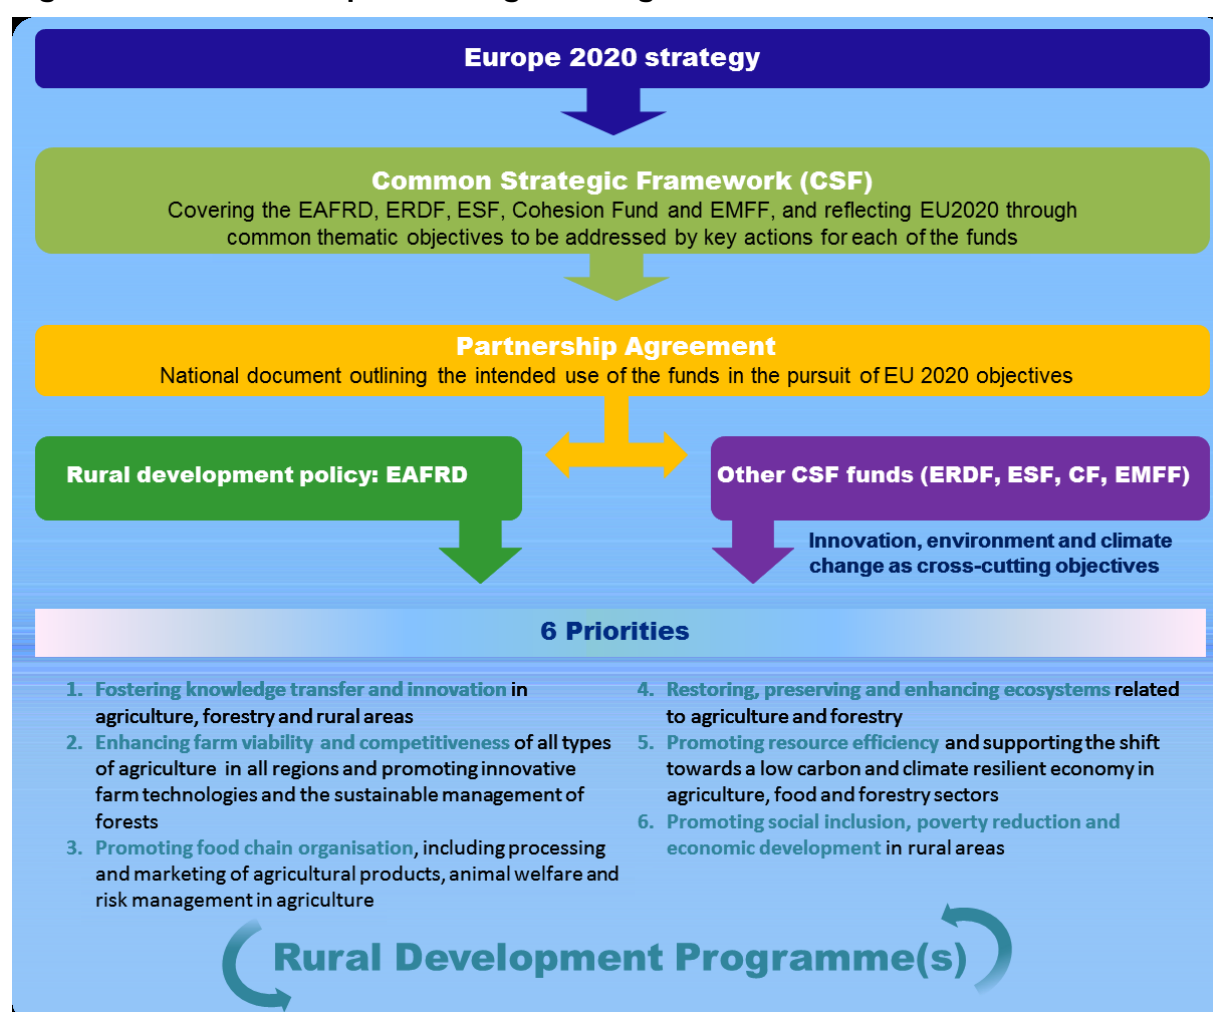 Europe 2020 strategy
Common Strategic Framework (CSF)
Covering the EAFRD, ERDF, ESF, Cohesion Fund and EMFF, and reflecting EU2020 through
common thematic objectives to be addressed by key actions for each of the funds
Partnership Agreement
National document outlining the intended use of the funds in the pursuit of EU 2020 objectives
Rural development policy: EAFRD
Other CSF funds (ERDF, ESF, CF, EMFF)
Innovation, environment and climate
change as cross-cutting objectives
6 Priorities
1. Fostering knowledge transfer and innovation in
agriculture, forestry and rural areas
2. Enhancing farm viability and competitiveness of all types
of agriculture in all regions and promoting innovative
farm technologies and the sustainable management of
forests
3. Promoting food chain organisation, including processing
and marketing of agricultural products, animal welfare and
risk management in agriculture
4. Restoring, preserving and enhancing ecosystems related
to agriculture and forestry
5. Promoting resource efficiency and supporting the shift
towards a low carbon and climate resilient economy in
agriculture, food and forestry sectors
6. Promoting social inclusion, poverty reduction and
economic development in rural areas
Rural Development Programme(s)